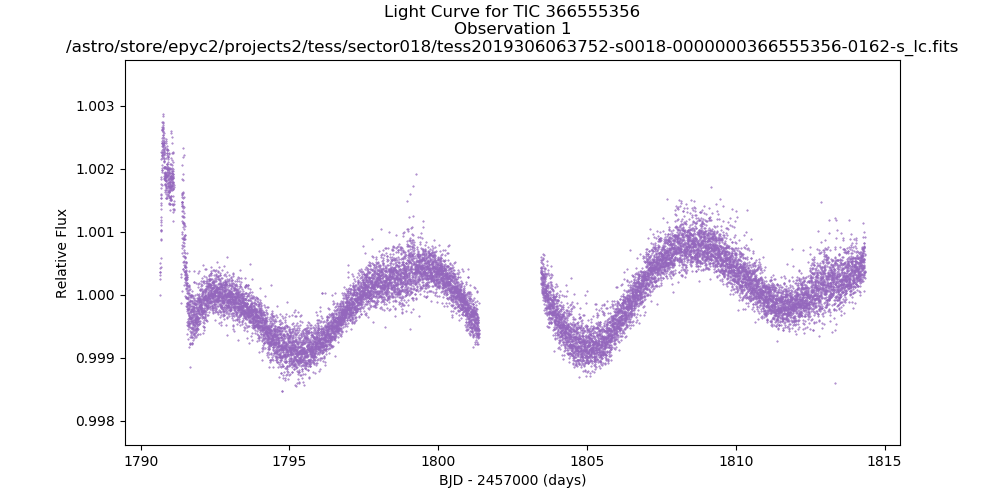 Light Curve for TIC 366555356
Observation 1
/astro/store/epyc2/projects2/tess/sector018/tess2019306063752-s0018-0000000366555356-0162-s_lc.fits
1.003
1.002
1.001
1.000
0.999
0.998
Relative Flux
1790
1795
1800
1805
1810
1815
BJD - 2457000 (days)